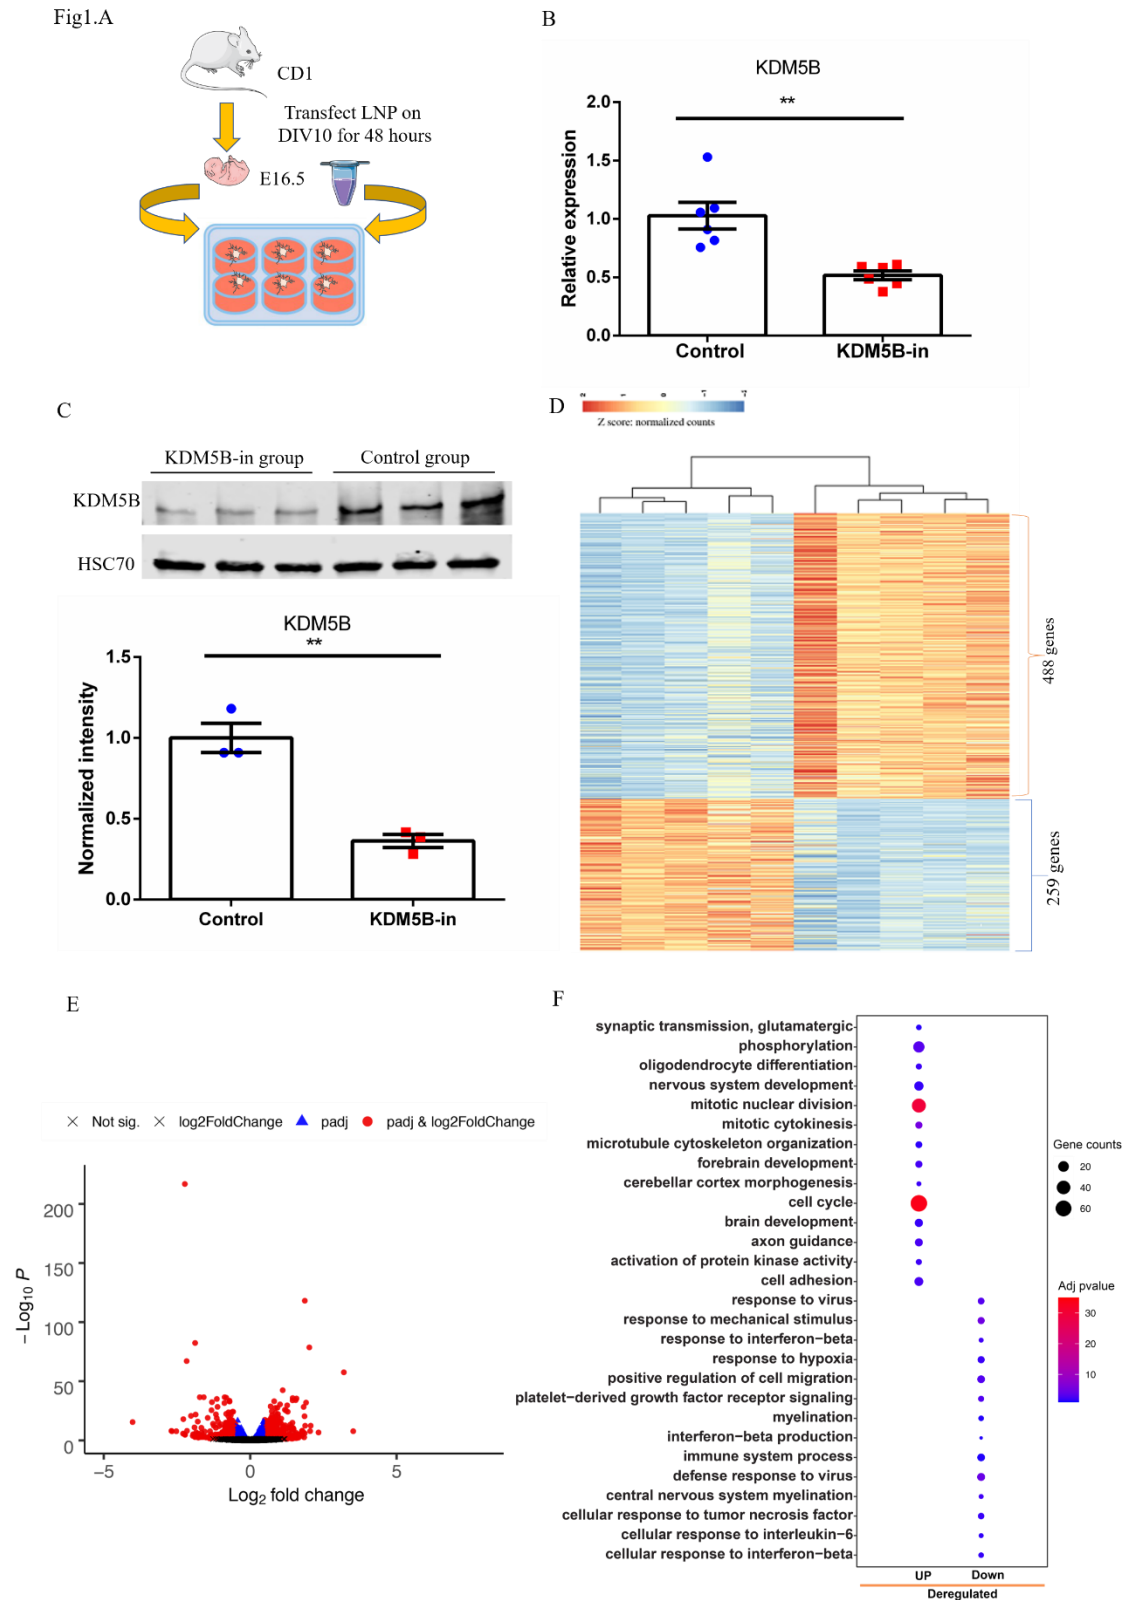 Fig1.A
CD1
Transfect LNP on
DIV10 for 48 hours
E16.5
B
KDM5B
**
2.0
1.5
1.0
0.5
0.0
Relative expression
Control
KDM5B-in
C
KDM5B-in group
Control group
KDM5B
HSC70
KDM5B
**
1.5
1.0
0.5
0.0
Normalized intensity
Control
KDM5B-in
D
2
1
0
-1
Z score: normalized counts
488 genes
259 genes
E
Not sig.
log2FoldChange
padj
padj & log2FoldChange
200
150
100
50
0
−Log10 P
−5
0
5
Log2 fold change
F
synaptic transmission, glutamatergic
phosphorylation
oligodendrocyte differentiation
nervous system development
mitotic nuclear division
mitotic cytokinesis
microtubule cytoskeleton organization
forebrain development
cerebellar cortex morphogenesis
cell cycle
brain development
axon guidance
activation of protein kinase activity
cell adhesion
response to virus
response to mechanical stimulus
response to interferon−beta
response to hypoxia
positive regulation of cell migration
platelet−derived growth factor receptor signaling
myelination
interferon−beta production
immune system process
defense response to virus
central nervous system myelination
cellular response to tumor necrosis factor
cellular response to interleukin−6
cellular response to interferon−beta
UP
Down
Deregulated
Gene counts
20
40
60
Adj pvalue
30
20
10